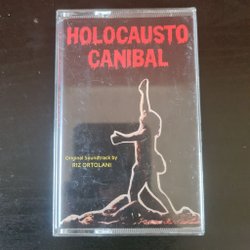 HOLOCAUSTO
CANIBAL
Original Soundtrack by
RIZ ORTOLANI